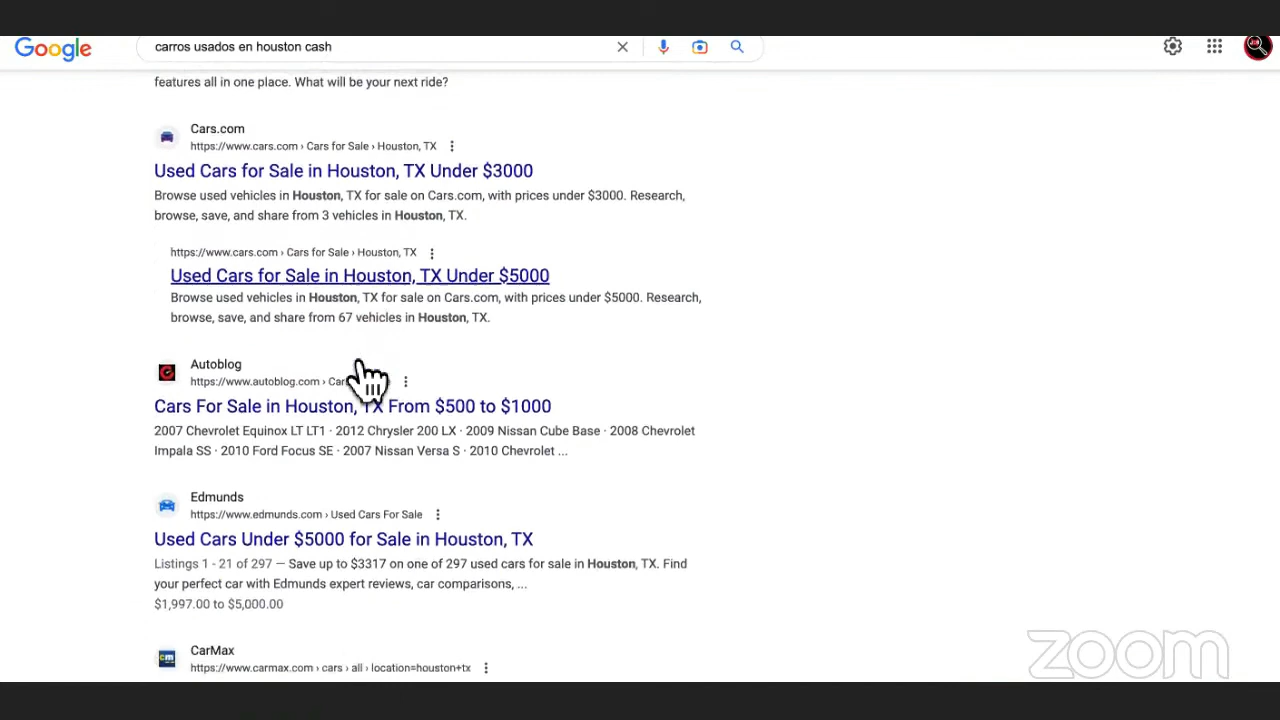 Google
carros usados en houston cash
features all in one place. What will be your next ride?
Cars.com
https://www.cars.com › Cars for Sale › Houston, TX
Used Cars for Sale in Houston, TX Under $3000
Browse used vehicles in Houston, TX for sale on Cars.com, with prices under $3000. Research,
browse, save, and share from 3 vehicles in Houston, TX.
https://www.cars.com › Cars for Sale › Houston, TX
Used Cars for Sale in Houston, TX Under $5000
Browse used vehicles in Houston, TX for sale on Cars.com, with prices under $5000. Research,
browse, save, and share from 67 vehicles in Houston, TX.
Autoblog
https://www.autoblog.com ›
Cars For Sale in Houston, TX From $500 to $1000
2007 Chevrolet Equinox LT LT1 · 2012 Chrysler 200 LX · 2009 Nissan Cube Base · 2008 Chevrolet
Impala SS · 2010 Ford Focus SE · 2007 Nissan Versa S · 2010 Chevrolet ...
Edmunds
https://www.edmunds.com › Used Cars For Sale
Used Cars Under $5000 for Sale in Houston, TX
Listings 1 - 21 of 297 — Save up to $3317 on one of 297 used cars for sale in Houston, TX. Find
your perfect car with Edmunds expert reviews, car comparisons, ...
$1,997.00 to $5,000.00
CarMax
cm
https://www.carmax.com › cars › all › location=houston+tx
zoom